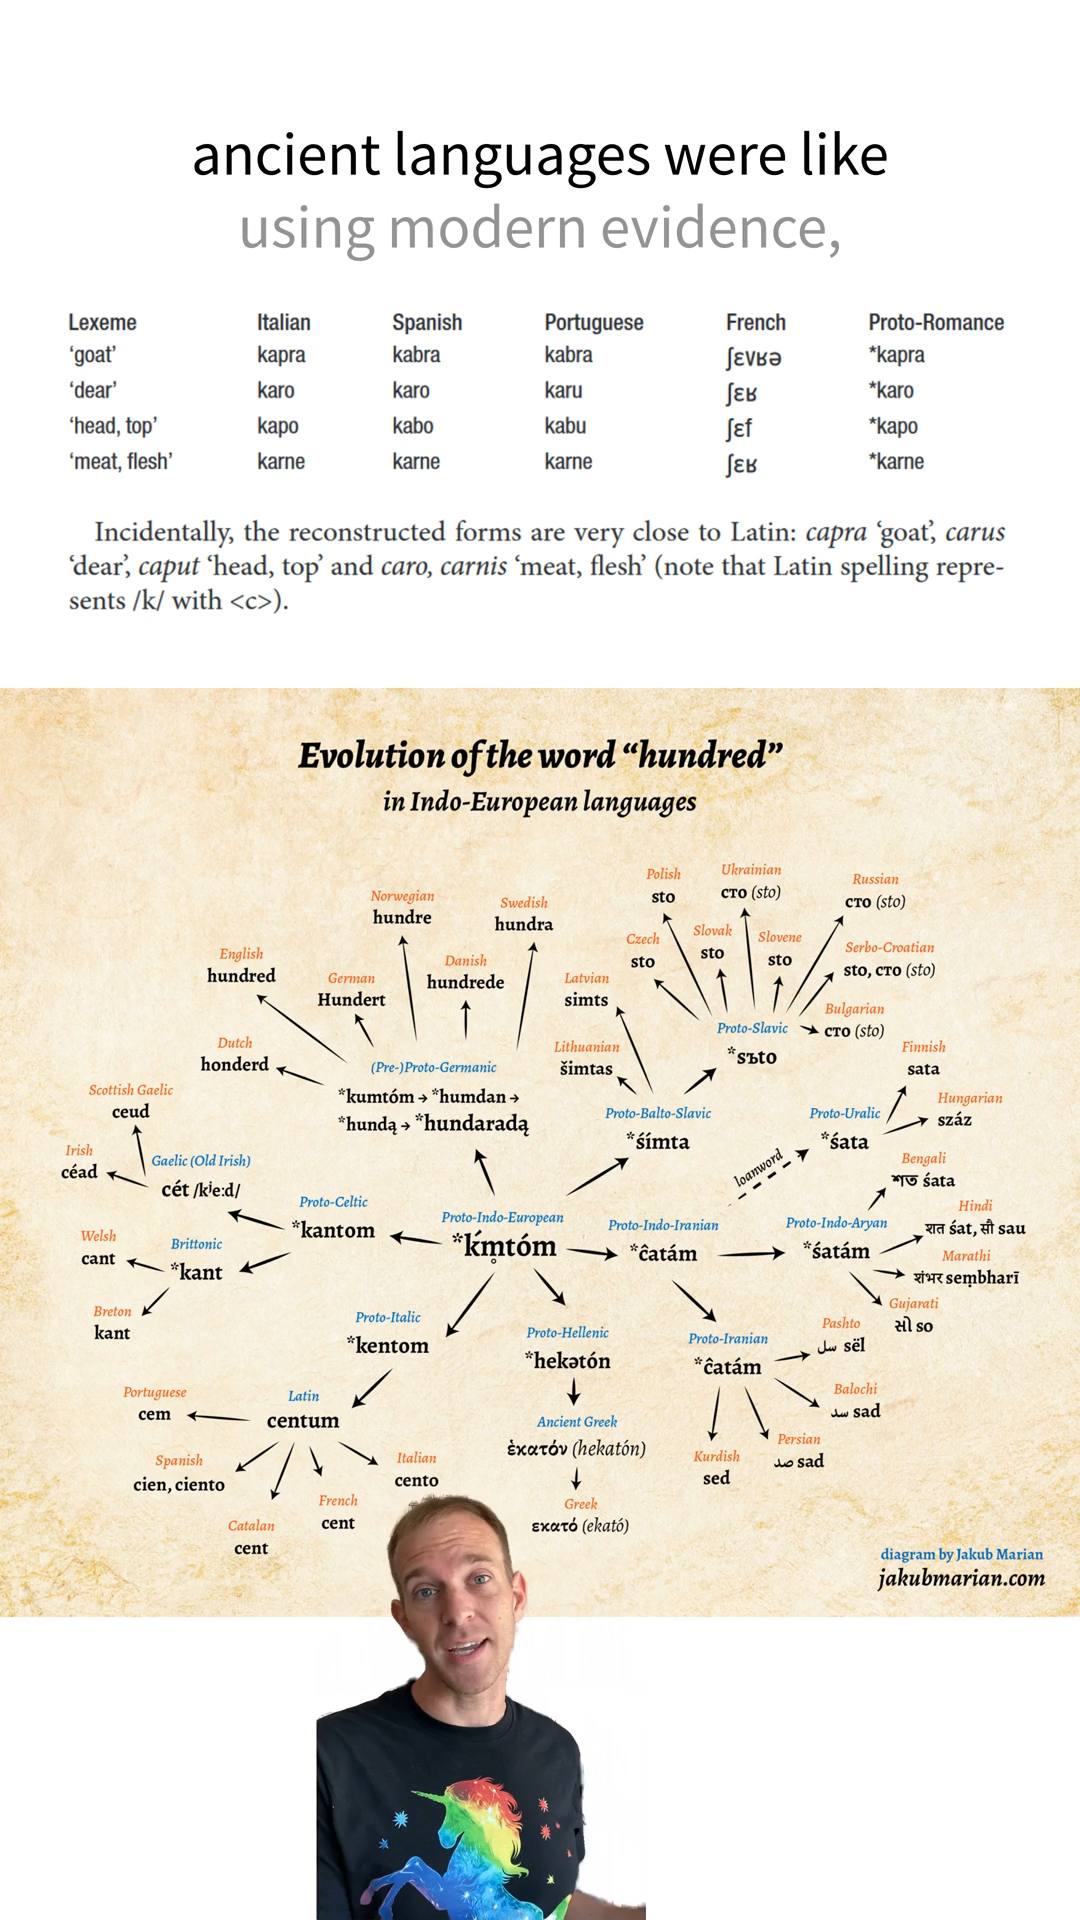 ancient languages were like
using modern evidence,
Lexeme Italian Spanish Portuguese French Proto-Romance
‘goat’ kapra kabra kabra ʃɛvʁə *kapra
‘dear’ karo karo karu ʃɛʁ *karo
‘head, top’ kapo kabo kabu ʃɛf *kapo
‘meat, flesh’ karne karne karne ʃɛʁ *karne
Incidentally, the reconstructed forms are very close to Latin: capra ‘goat’, carus
‘dear’, caput ‘head, top’ and caro, carnis ‘meat, flesh’ (note that Latin spelling repre-
sents /k/ with <c>).
Evolution of the word “hundred”
in Indo-European languages
Norwegian
hundre
Swedish
hundra
English
hundred
German
Hundert
Danish
hundrede
Dutch
honderd
(Pre-)Proto-Germanic
*kumtóm → *humdan →
*hundą → *hundaradą
Polish
sto
Ukrainian
сто (sto)
Russian
сто (sto)
Czech
sto
Slovak
sto
Slovene
sto
Serbo-Croatian
sto, сто (sto)
Bulgarian
сто (sto)
Proto-Slavic
*sъto
Latvian
simts
Lithuanian
šimtas
Proto-Balto-Slavic
*śímta
Finnish
sata
Hungarian
száz
Proto-Uralic
*śata
loanword
Scottish Gaelic
ceud
Irish
céad
Gaelic (Old Irish)
cét /kʲeːd/
Proto-Celtic
*kantom
Welsh
cant
Brittonic
*kant
Breton
kant
Proto-Indo-European
*ḱm̥tóm
Proto-Indo-Iranian
*ĉatám
Proto-Indo-Aryan
*śatám
Bengali
শত śata
Hindi
शत śat, सौ sau
Marathi
शंभर seṃbharī
Gujarati
સો so
Proto-Iranian
*ĉatám
Pashto
سل sël
Balochi
سد sad
Persian
صد sad
Kurdish
sed
Proto-Italic
*kentom
Latin
centum
Portuguese
cem
Spanish
cien, ciento
Catalan
cent
French
cent
Italian
cento
Proto-Hellenic
*hekətón
Ancient Greek
ἑκατόν (hekatón)
Greek
εκατό (ekató)
diagram by Jakub Marian
jakubmarian.com